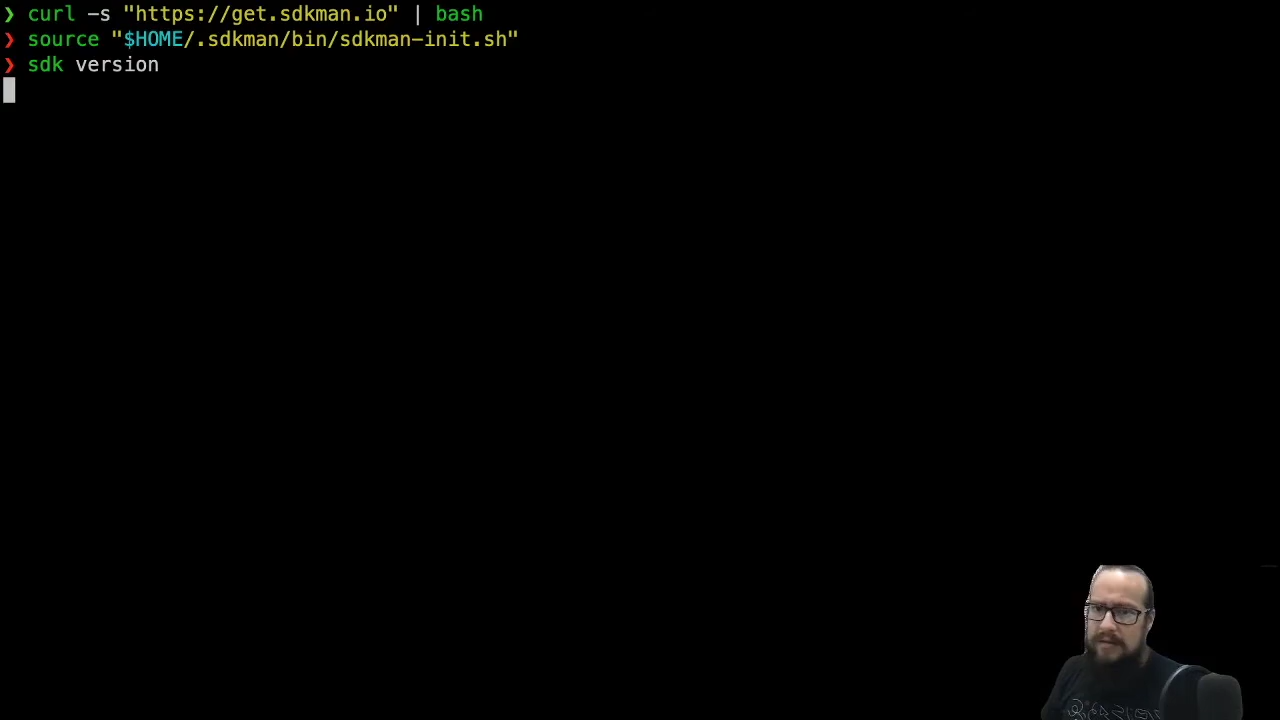 ❯ curl -s "https://get.sdkman.io" | bash
❯ source "$HOME/.sdkman/bin/sdkman-init.sh"
❯ sdk version